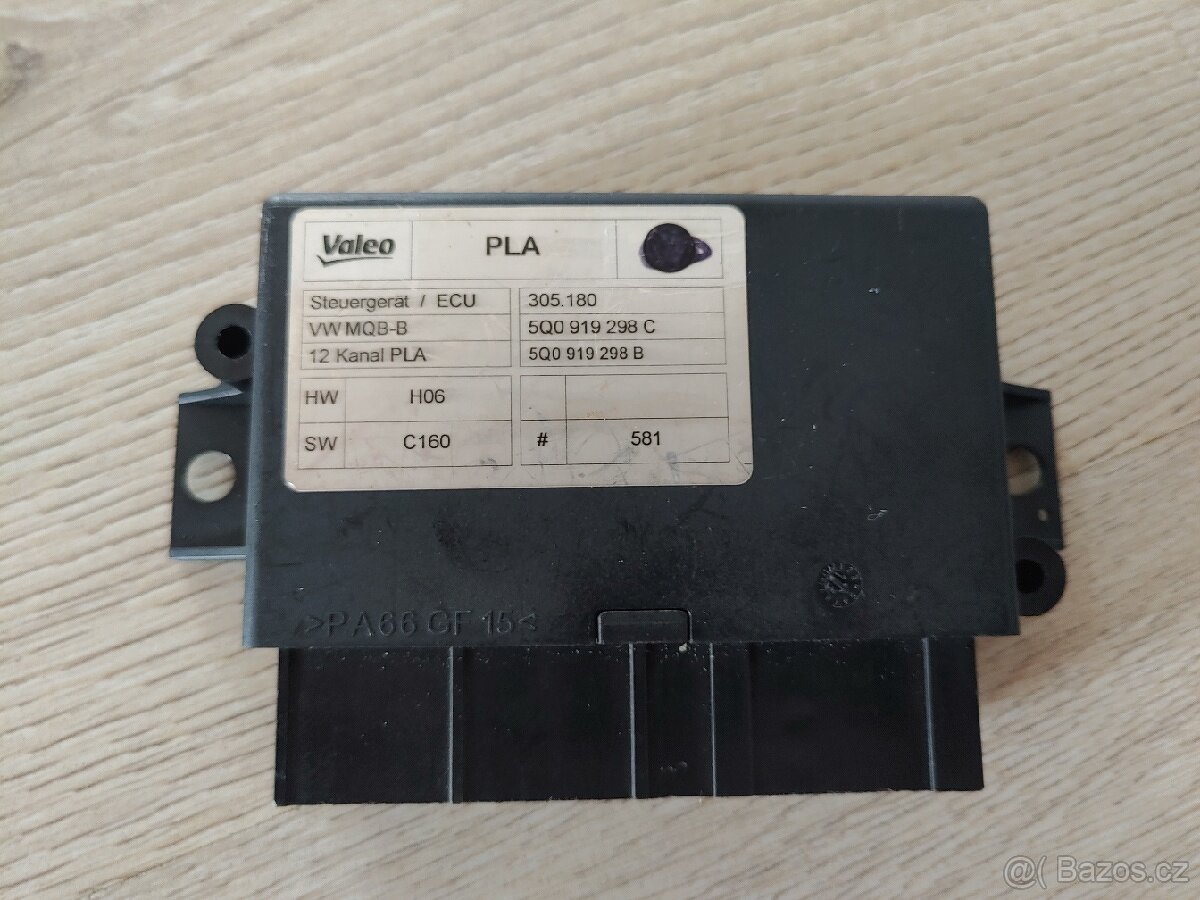 Valeo PLA
Steuergerät / ECU 305.180
VW MQB-B 5Q0 919 298 C
12 Kanal PLA 5Q0 919 298 B
HW H06
SW C160 # 581
>PA66 GF 15<
@( Bazos.cz